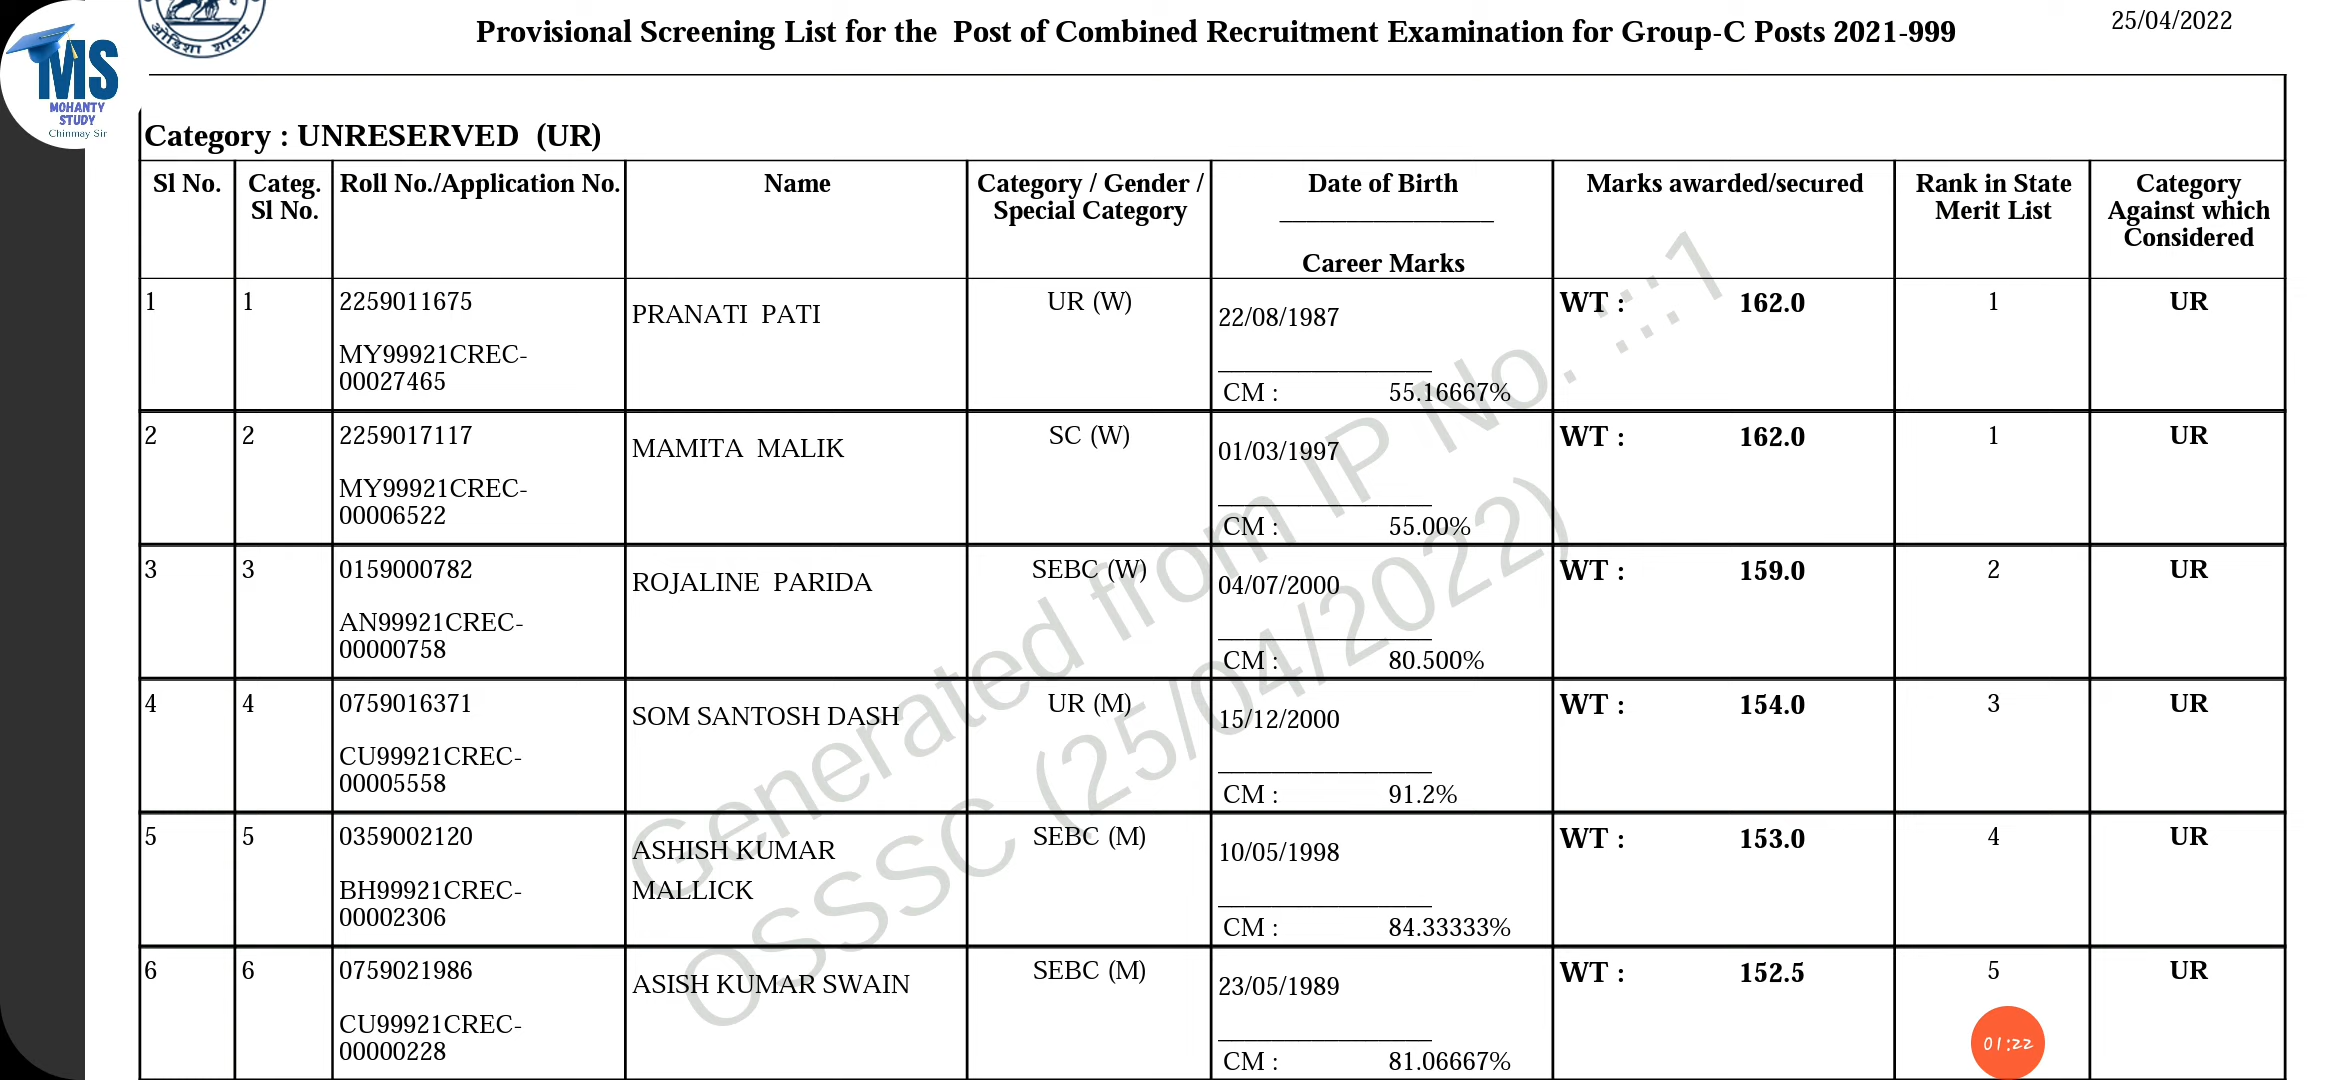 ओडिशा शासन
MS
MOHANTY
STUDY
Chinmay Sir
Provisional Screening List for the Post of Combined Recruitment Examination for Group-C Posts 2021-999
25/04/2022
Category : UNRESERVED (UR)
Sl No. Categ. Sl No. Roll No./Application No. Name Category / Gender / Special Category Date of Birth Career Marks Marks awarded/secured Rank in State Merit List Category Against which Considered
1 1 2259011675 PRANATI PATI UR (W) 22/08/1987 WT : 162.0 1 UR
MY99921CREC-
00027465 CM : 55.16667%
2 2 2259017117 MAMITA MALIK SC (W) 01/03/1997 WT : 162.0 1 UR
MY99921CREC-
00006522 CM : 55.00%
3 3 0159000782 ROJALINE PARIDA SEBC (W) 04/07/2000 WT : 159.0 2 UR
AN99921CREC-
00000758 CM : 80.500%
4 4 0759016371 SOM SANTOSH DASH UR (M) 15/12/2000 WT : 154.0 3 UR
CU99921CREC-
00005558 CM : 91.2%
5 5 0359002120 ASHISH KUMAR SEBC (M) 10/05/1998 WT : 153.0 4 UR
BH99921CREC- MALLICK
00002306 CM : 84.33333%
6 6 0759021986 ASISH KUMAR SWAIN SEBC (M) 23/05/1989 WT : 152.5 5 UR
CU99921CREC-
00000228 CM : 81.06667%
01:22
Generated from IP No. .:::1
OSSSC (25/04/2022)